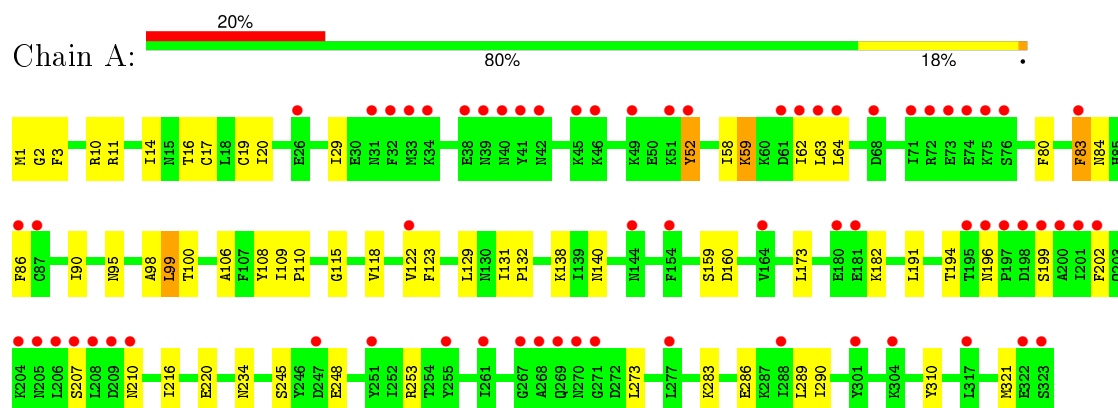 20%
Chain A:
80% 18% •
M1 G2 F3 R10 R11 I14 N15 T16 C17 L18 C19 I20 E26 I29 E30 N31 F32 M33 K34 E38 N39 N40 Y41 N42 K45 K46 K49 E50 K51 Y52 I58 K59 K60 D61 I62 L63 L64 D68 I71 R72 E73 E74 K75 S76 F80 F83 N84 H85
F86 C87 I90 N95 A98 L99 T100 A106 F107 Y108 I109 P110 G115 V118 V122 F123 L129 N130 I131 P132 K138 I139 N140 N144 F154 S159 D160 V164 L173 E180 E181 K182 L191 T194 T195 N196 P197 D198 S199 A200 I201 F202 Q203
K204 N205 L206 S207 L208 D209 N210 I216 E220 N234 S245 Y246 D247 E248 Y251 I252 R253 T254 Y255 I261 G267 A268 Q269 N270 G271 D272 L273 L277 K283 E286 K287 I288 L289 I290 Y301 K304 Y310 L317 M321 E322 S323